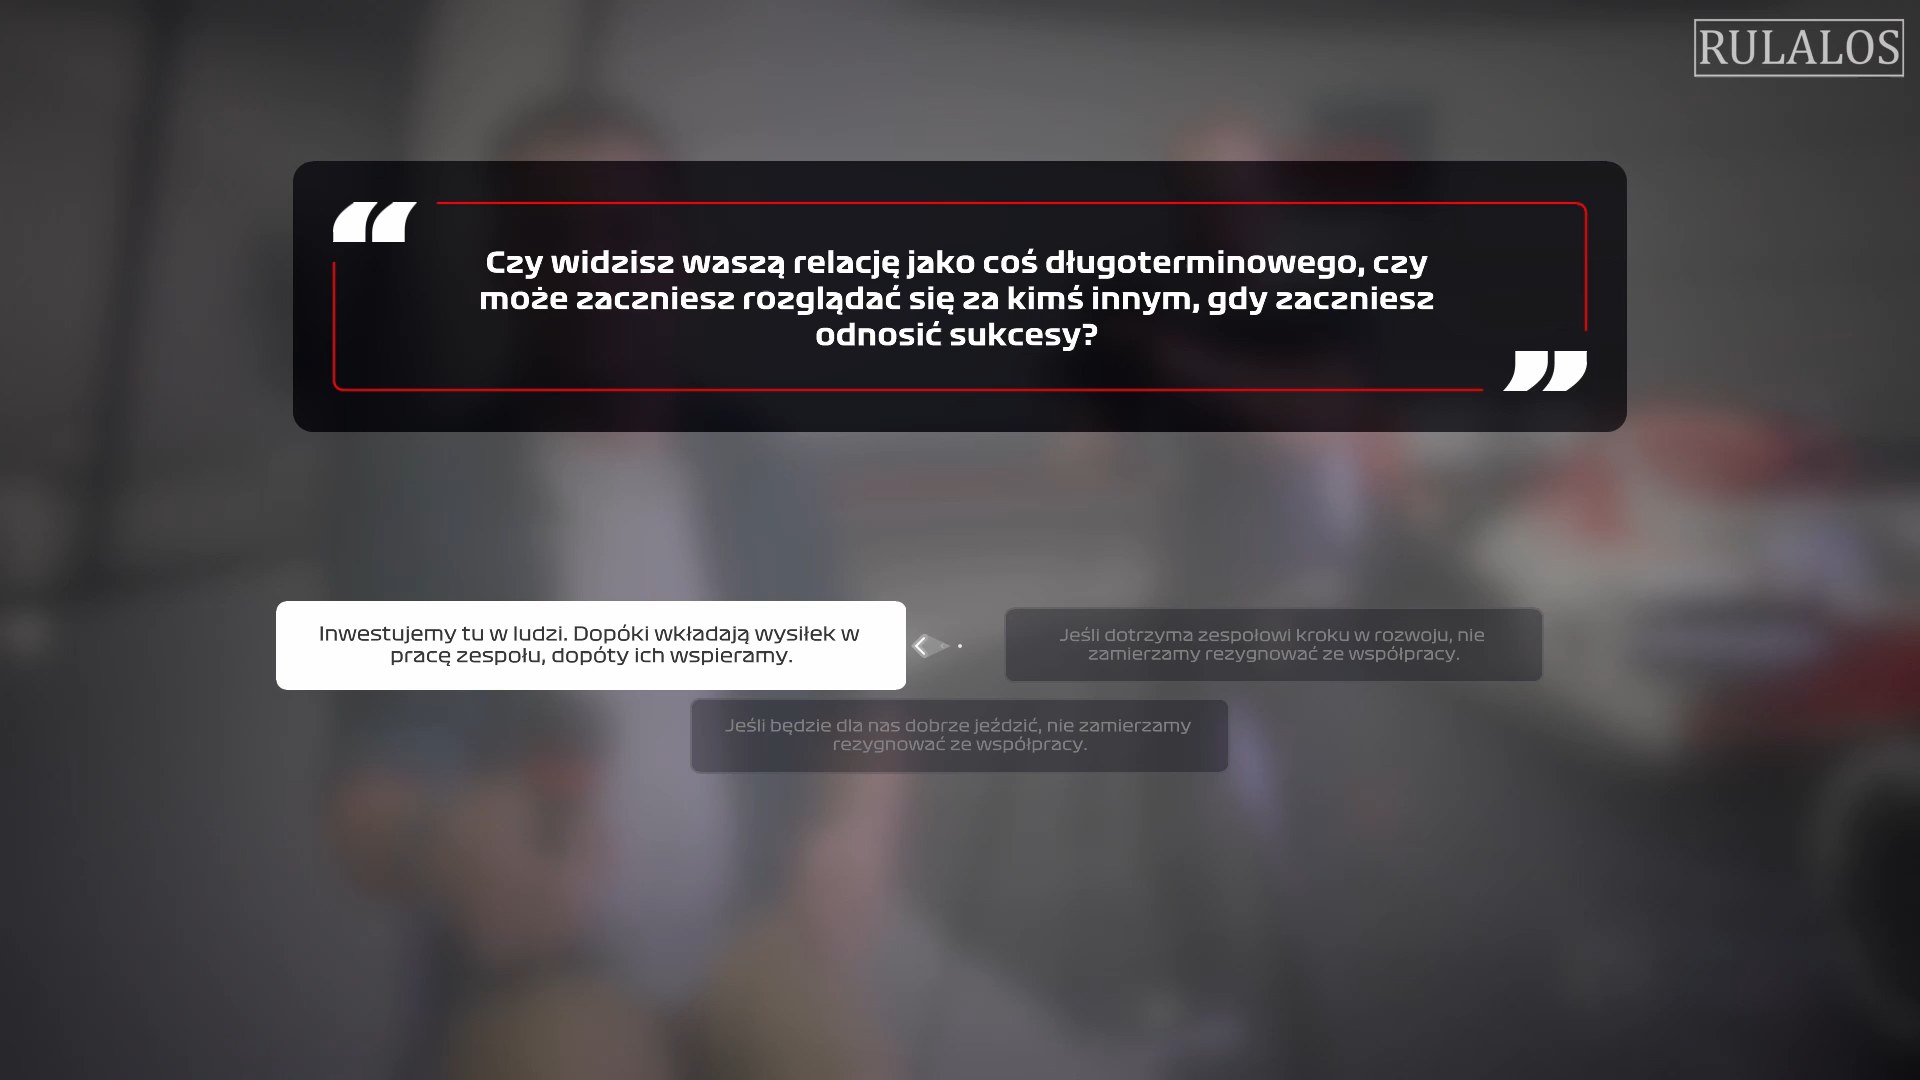 RULALOS
Czy widzisz waszą relację jako coś długoterminowego, czy
może zaczniesz rozglądać się za kimś innym, gdy zaczniesz
odnosić sukcesy?
Inwestujemy tu w ludzi. Dopóki wkładają wysiłek w
pracę zespołu, dopóty ich wspieramy.
Jeśli dotrzyma zespołowi kroku w rozwoju, nie
zamierzamy rezygnować ze współpracy.
Jeśli będzie dla nas dobrze jeździć, nie zamierzamy
rezygnować ze współpracy.